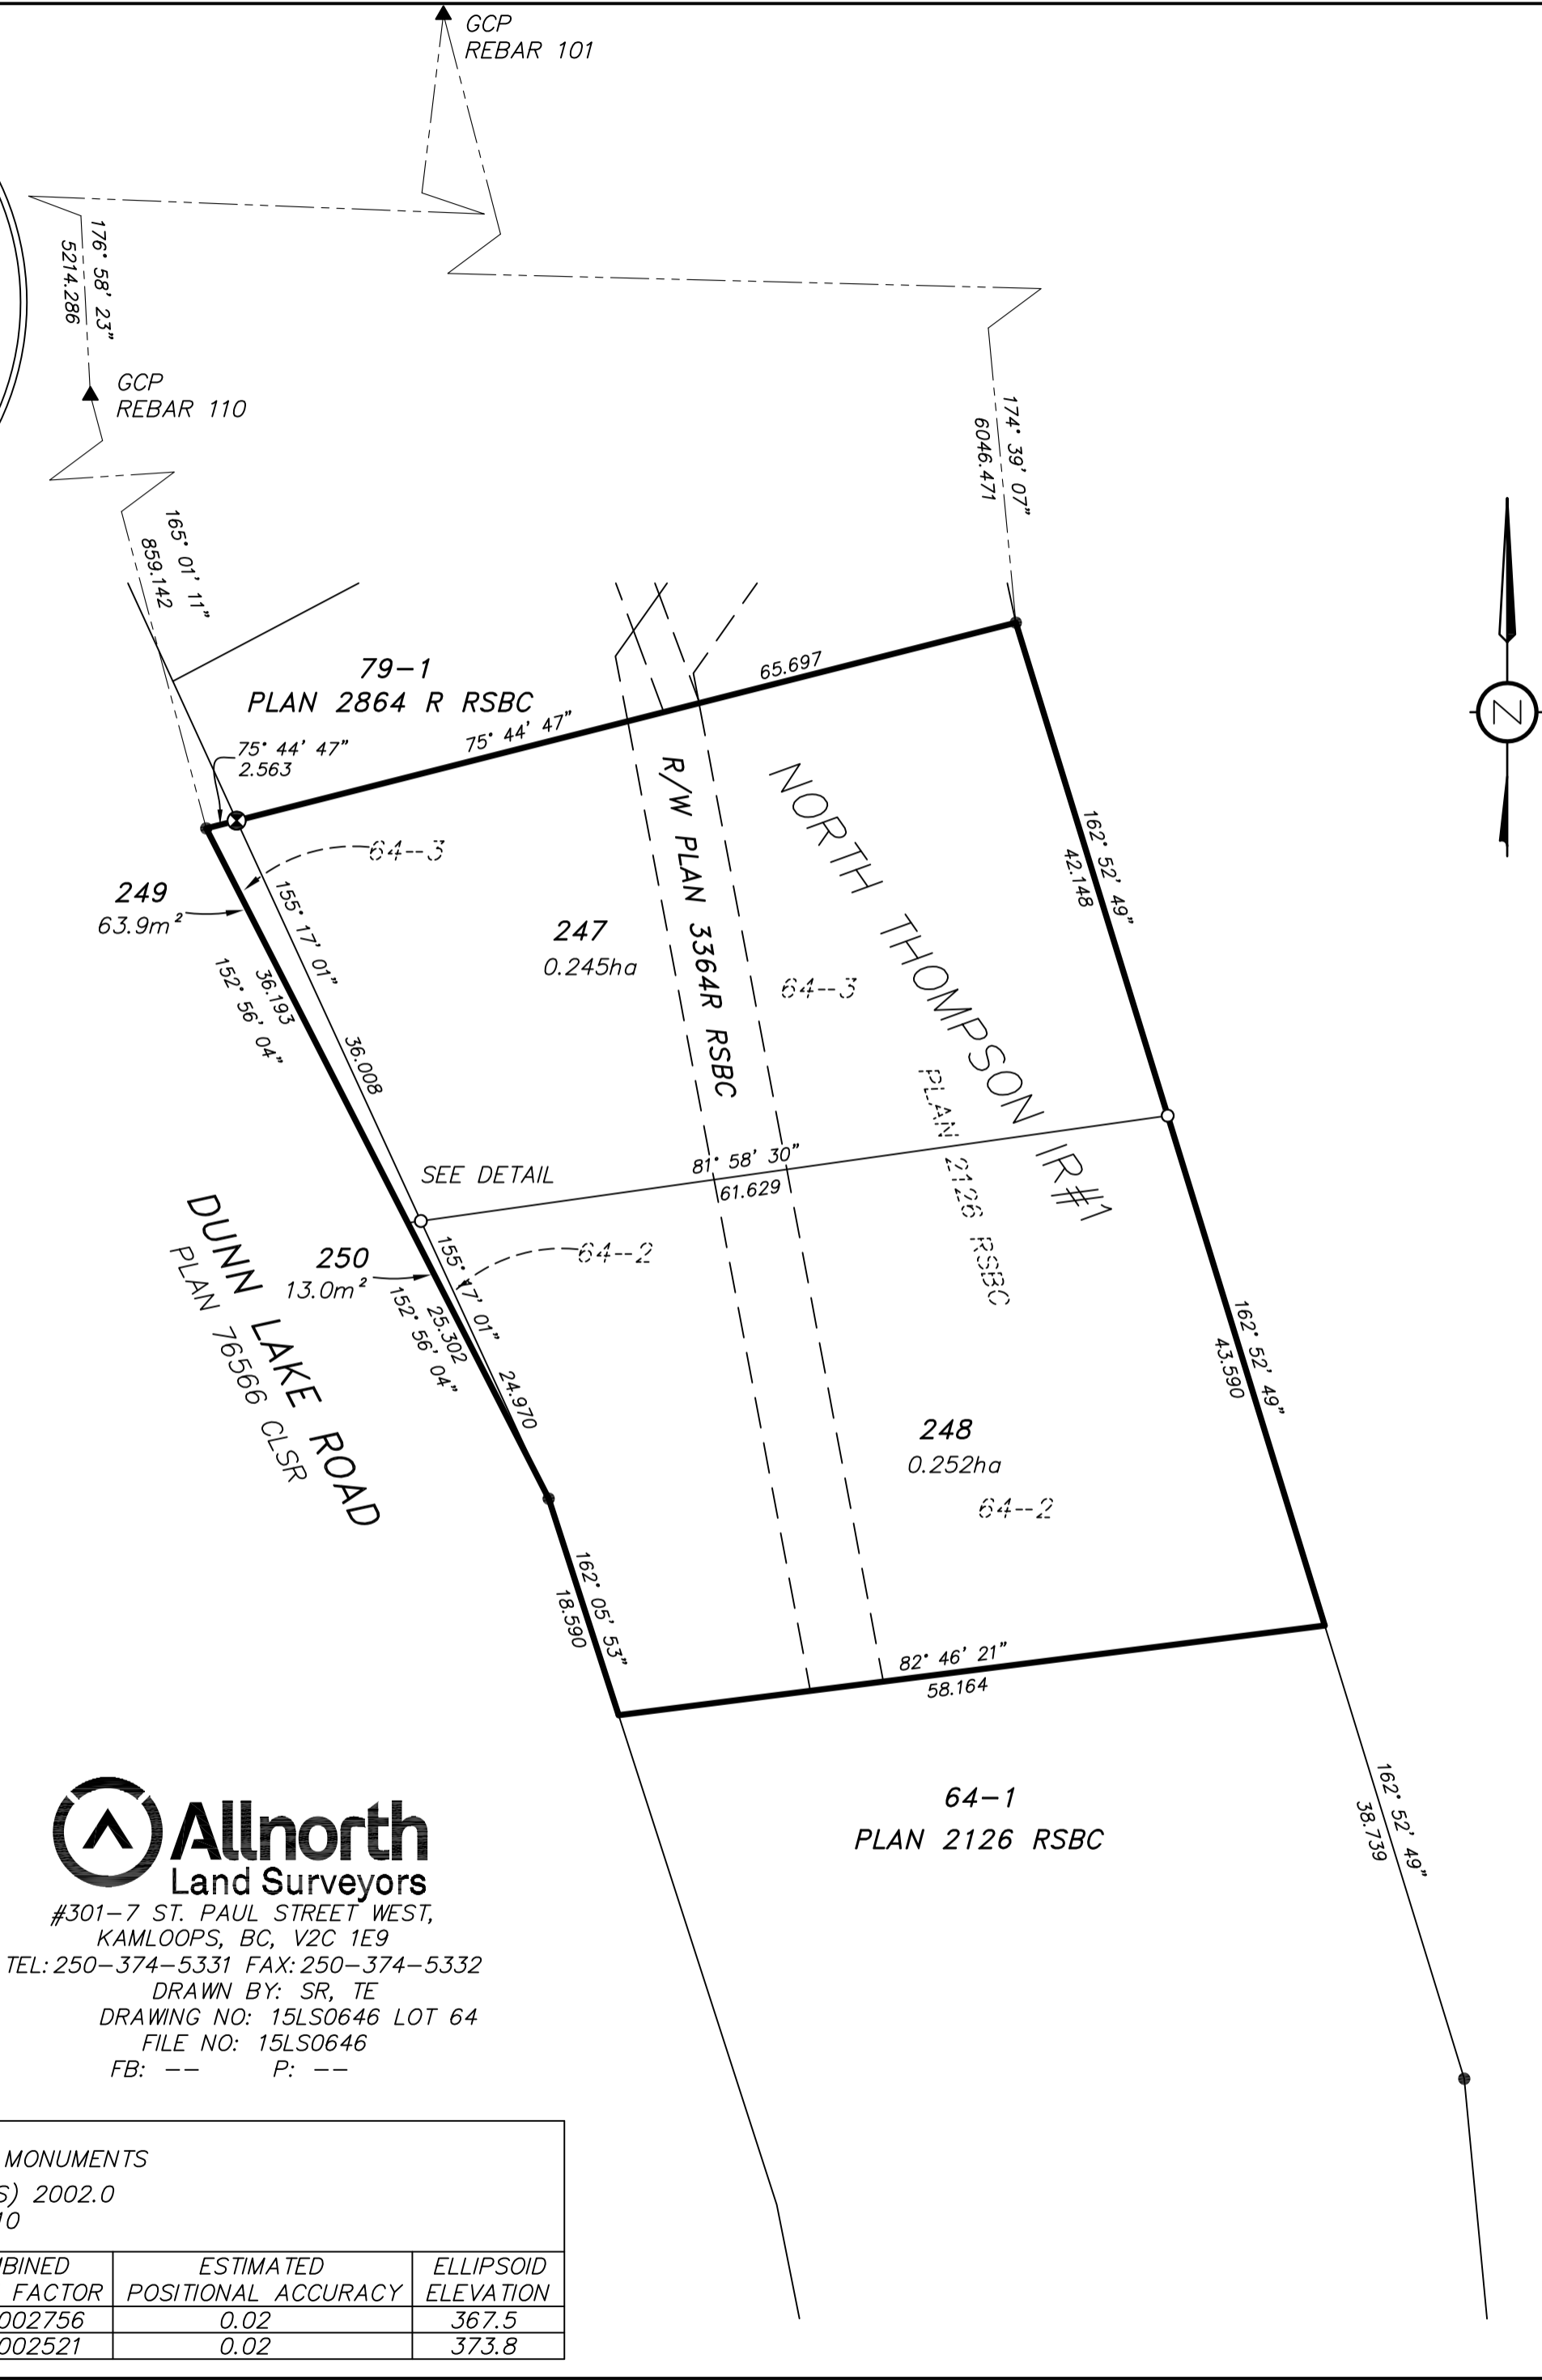 GCP
REBAR 101
176° 58' 23"
5214.286
GCP
REBAR 110
174° 39' 07"
6046.471
165° 01' 11"
859.142
79-1
PLAN 2864 R RSBC
65.697
75° 44' 47"
75° 44' 47"
2.563
R/W PLAN 3364R RSBC
NORTH THOMPSON IR#1
N
64--3
249
63.9m²
155° 17' 01"
36.008
36.193
152° 56' 04"
247
0.245ha
64--3
162° 52' 49"
42.148
PLAN 2126 RSBC
SEE DETAIL
81° 58' 30"
61.629
DUNN LAKE ROAD
PLAN 76566 CLSR
250
13.0m²
64--2
155° 17' 01"
24.970
25.302
152° 56' 04"
162° 52' 49"
43.590
248
0.252ha
64--2
162° 05' 53"
18.590
82° 46' 21"
58.164
64-1
PLAN 2126 RSBC
162° 52' 49"
38.739
Allnorth
Land Surveyors
#301-7 ST. PAUL STREET WEST,
KAMLOOPS, BC, V2C 1E9
TEL: 250-374-5331 FAX: 250-374-5332
DRAWN BY: SR, TE
DRAWING NO: 15LS0646 LOT 64
FILE NO: 15LS0646
FB: -- P: --
MONUMENTS
S) 2002.0
10
BINED ESTIMATED ELLIPSOID
FACTOR POSITIONAL ACCURACY ELEVATION
002756 0.02 367.5
002521 0.02 373.8